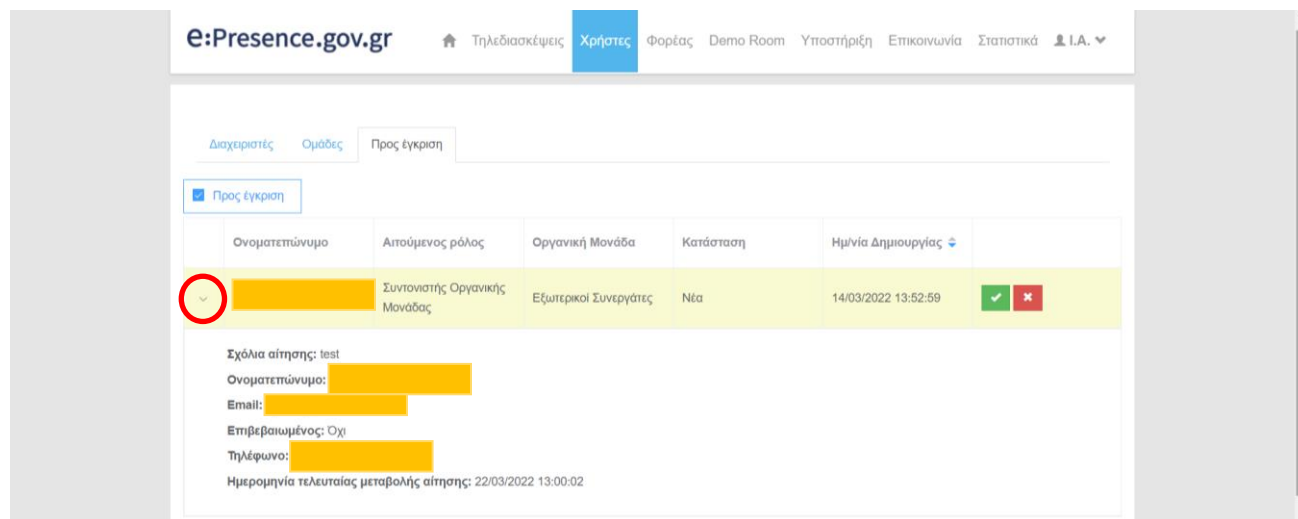 e:Presence.gov.gr Τηλεδιασκέψεις Χρήστες Φορέας Demo Room Υποστήριξη Επικοινωνία Στατιστικά I.A.
Διαχειριστές Ομάδες Προς έγκριση
Προς έγκριση
Ονοματεπώνυμο Αιτούμενος ρόλος Οργανική Μονάδα Κατάσταση Ημ/νία Δημιουργίας
Συντονιστής Οργανικής
Μονάδας Εξωτερικοί Συνεργάτες Νέα 14/03/2022 13:52:59
Σχόλια αίτησης: test
Ονοματεπώνυμο:
Email:
Επιβεβαιωμένος: Όχι
Τηλέφωνο:
Ημερομηνία τελευταίας μεταβολής αίτησης: 22/03/2022 13:00:02